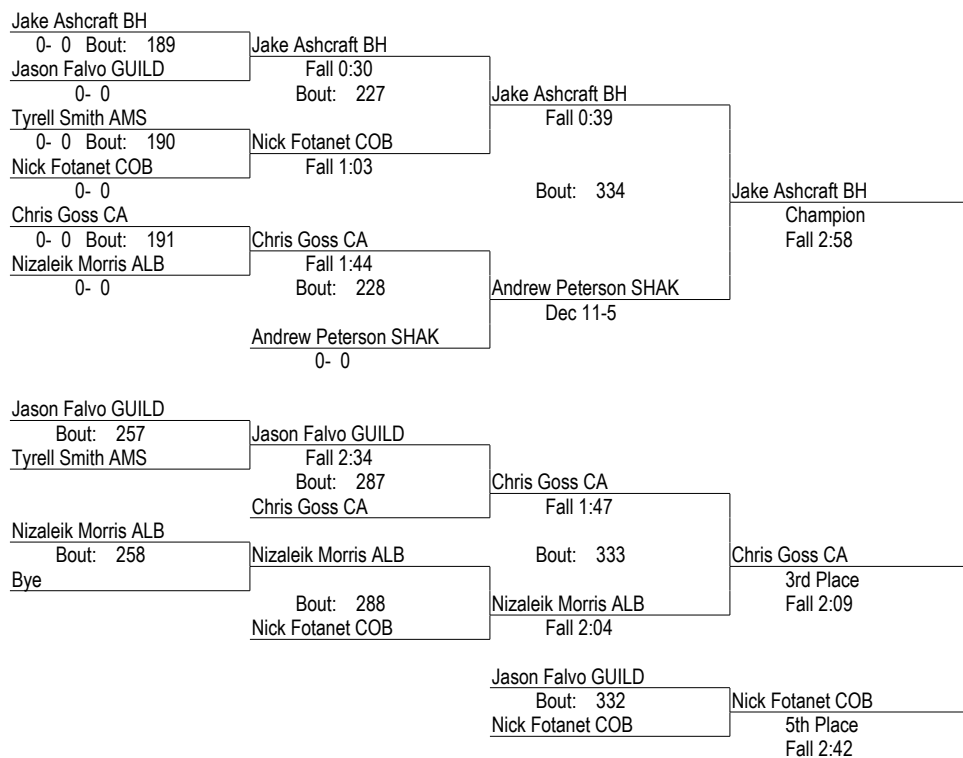 Jake Ashcraft BH
0- 0 Bout: 189 Jake Ashcraft BH
Jason Falvo GUILD Fall 0:30
0- 0 Bout: 227 Jake Ashcraft BH
Tyrell Smith AMS Fall 0:39
0- 0 Bout: 190 Nick Fotanet COB
Nick Fotanet COB Fall 1:03
0- 0 Bout: 334 Jake Ashcraft BH
Chris Goss CA Champion
0- 0 Bout: 191 Chris Goss CA Fall 2:58
Nizaleik Morris ALB Fall 1:44
0- 0 Bout: 228 Andrew Peterson SHAK
Dec 11-5
Andrew Peterson SHAK
0- 0
Jason Falvo GUILD
Bout: 257 Jason Falvo GUILD
Tyrell Smith AMS Fall 2:34
Bout: 287 Chris Goss CA
Chris Goss CA Fall 1:47
Nizaleik Morris ALB
Bout: 258 Nizaleik Morris ALB Bout: 333 Chris Goss CA
Bye 3rd Place
Bout: 288 Nizaleik Morris ALB Fall 2:09
Nick Fotanet COB Fall 2:04
Jason Falvo GUILD
Bout: 332 Nick Fotanet COB
Nick Fotanet COB 5th Place
Fall 2:42